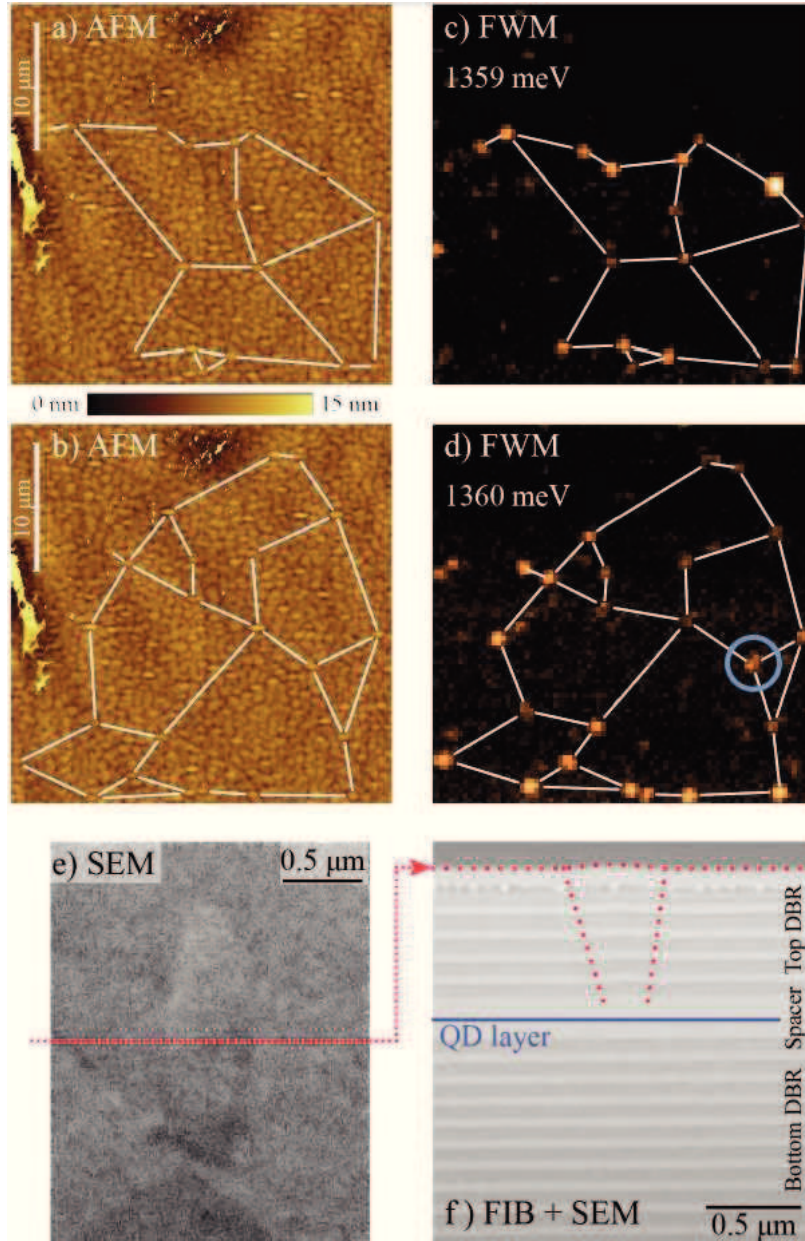 a) AFM
10 μm
c) FWM
1359 meV
0 nm
15 nm
b) AFM
10 μm
d) FWM
1360 meV
e) SEM
0.5 μm
Top DBR
Spacer
QD layer
Bottom DBR
f) FIB + SEM
0.5 μm